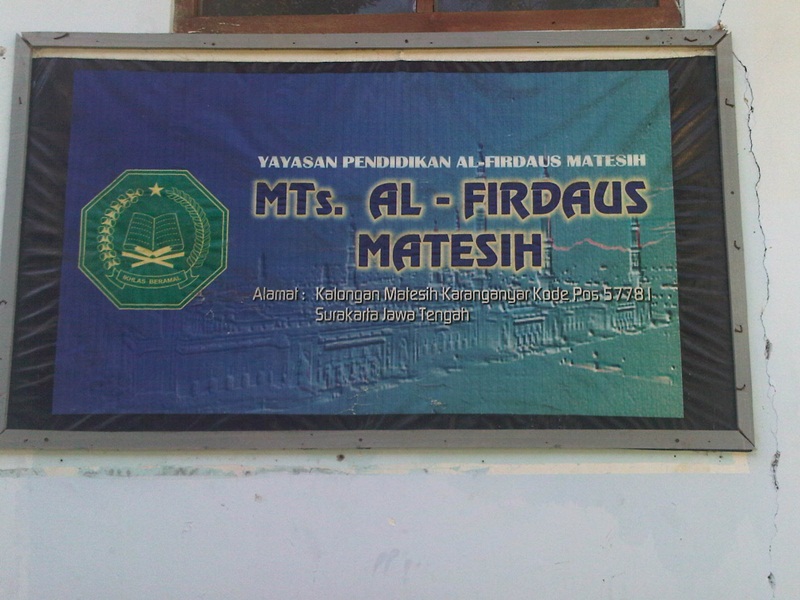 YAYASAN PENDIDIKAN AL-FIRDAUS MATESIH
MTs. AL - FIRDAUS
MATESIH
IKHLAS BERAMAL
Alamat : Kalongan Matesih Karanganyar Kode Pos 57781
Surakarta Jawa Tengah